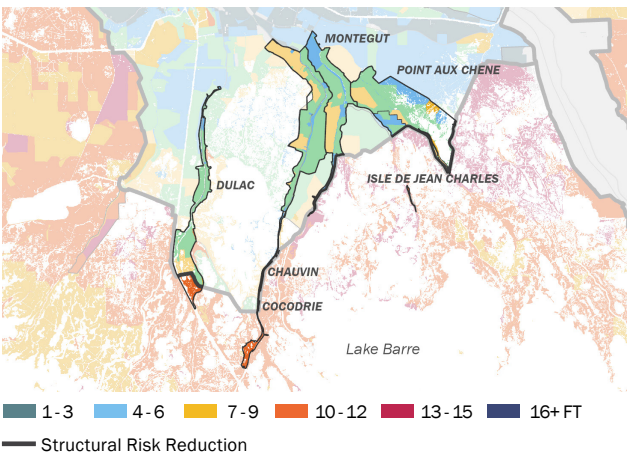 MONTEGUT
POINT AUX CHENE
ISLE DE JEAN CHARLES
DULAC
CHAUVIN
COCODRIE
Lake Barre
1-3 4-6 7-9 10-12 13-15 16+ FT
Structural Risk Reduction